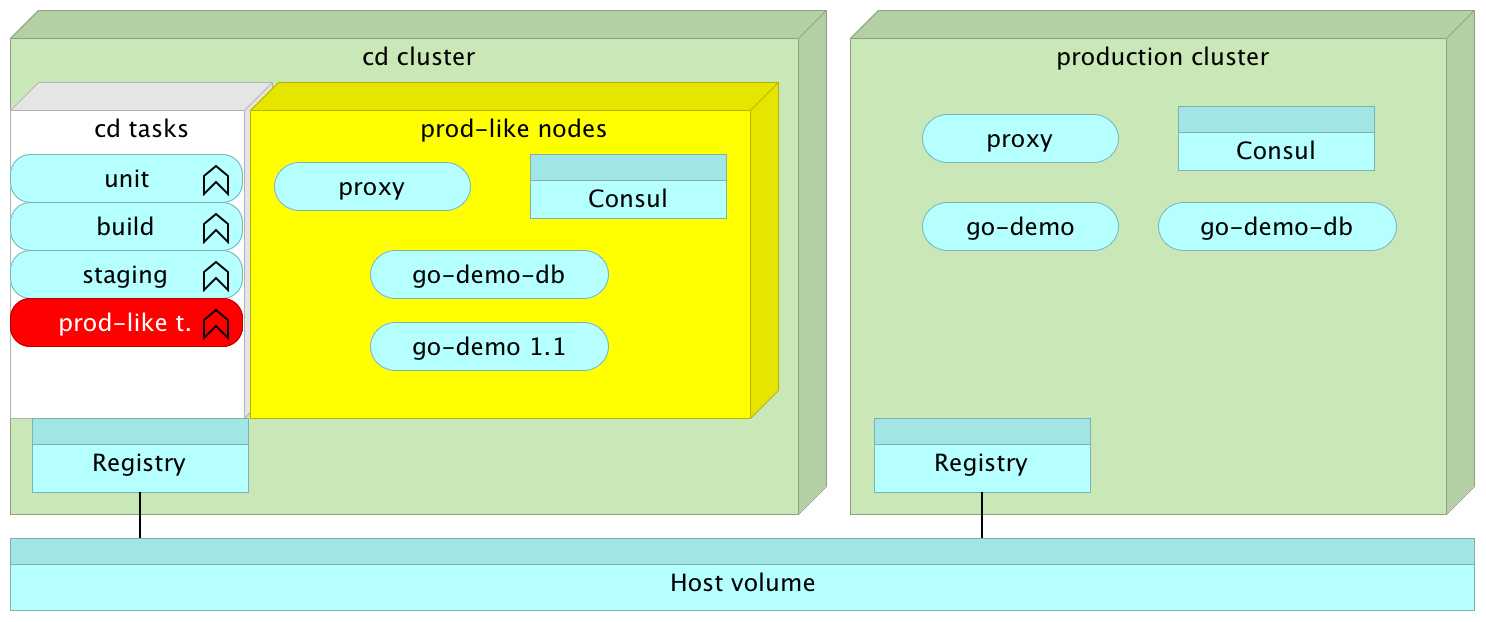 cd cluster
cd tasks
unit
build
staging
prod-like t.
prod-like nodes
proxy
Consul
go-demo-db
go-demo 1.1
Registry
production cluster
proxy
Consul
go-demo
go-demo-db
Registry
Host volume